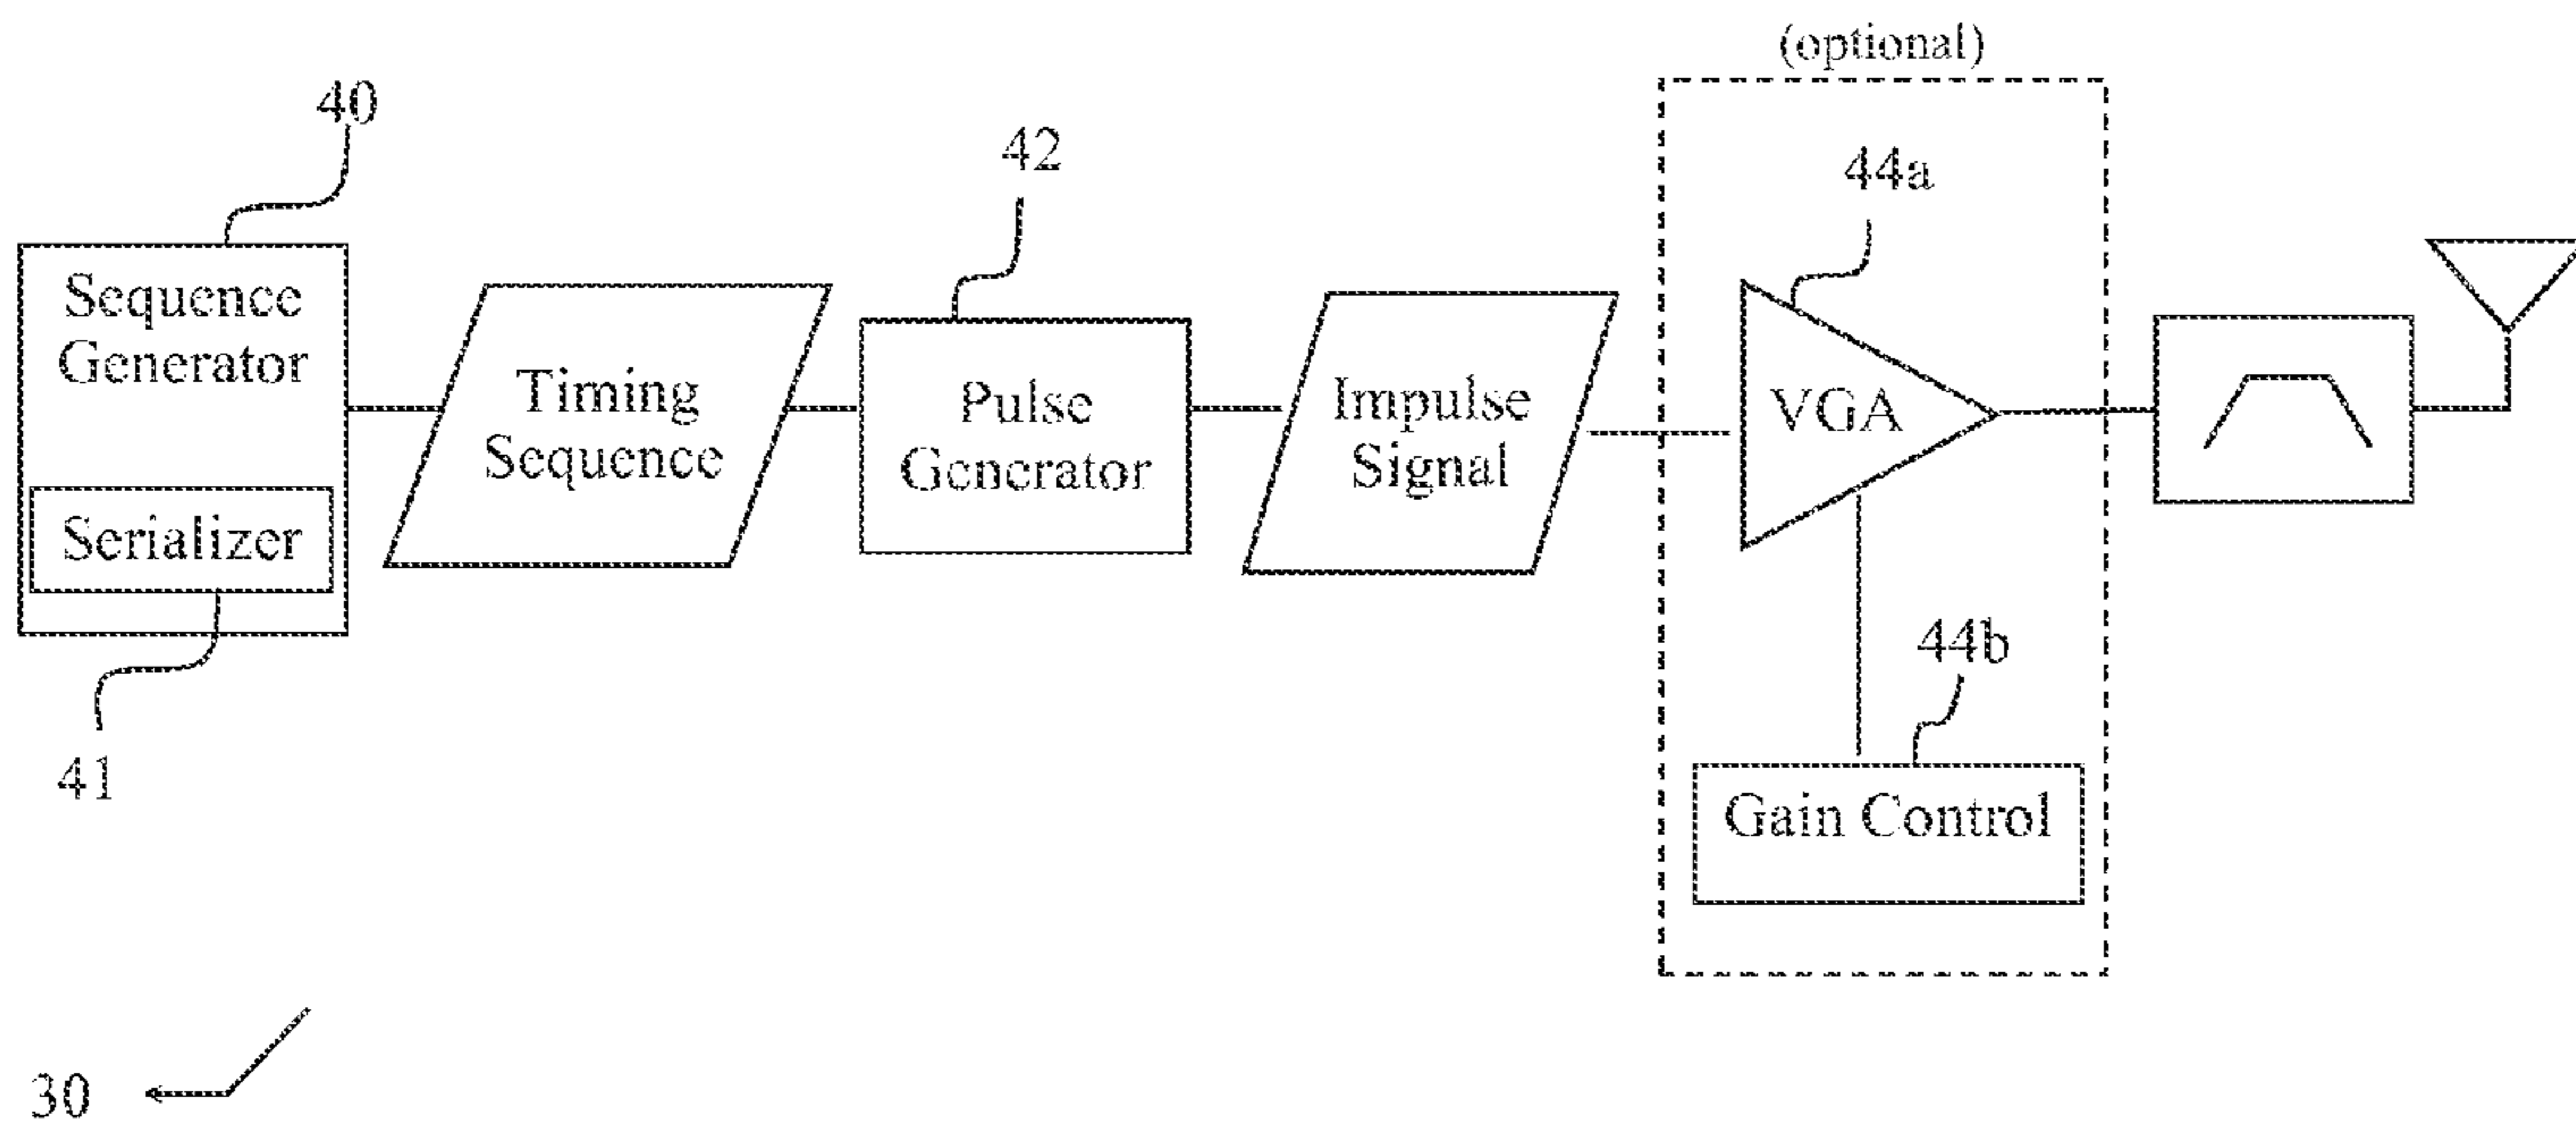 (optional)
40
42
44a
Sequence
Generator
Timing
Sequence
Pulse
Generator
Impulse
Signal
VGA
Serializer
44b
41
Gain Control
30